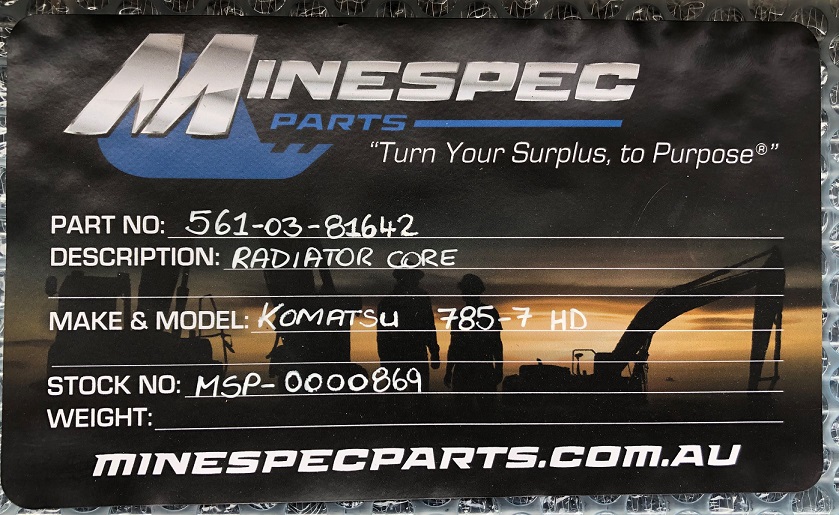 MINESPEC
PARTS
“Turn Your Surplus, to Purpose®”
PART NO: 561-03-81642
DESCRIPTION: RADIATOR CORE
MAKE & MODEL: KOMATSU 785-7 HD
STOCK NO: MSP-0000869
WEIGHT:
MINESPECPARTS.COM.AU